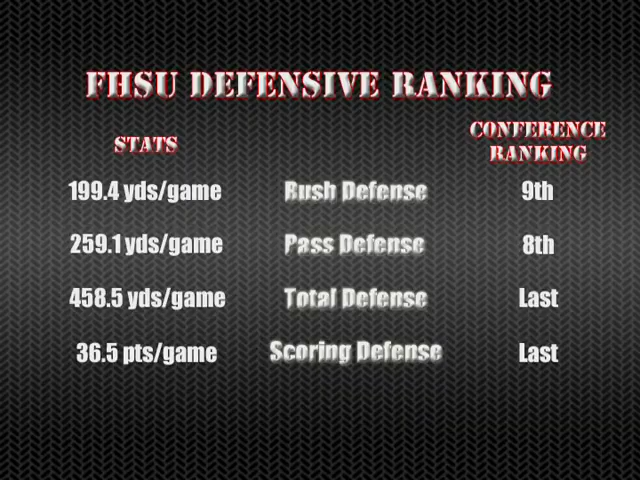 FHSU DEFENSIVE RANKING
STATS
CONFERENCE
RANKING
199.4 yds/game Rush Defense 9th
259.1 yds/game Pass Defense 8th
458.5 yds/game Total Defense Last
36.5 pts/game Scoring Defense Last